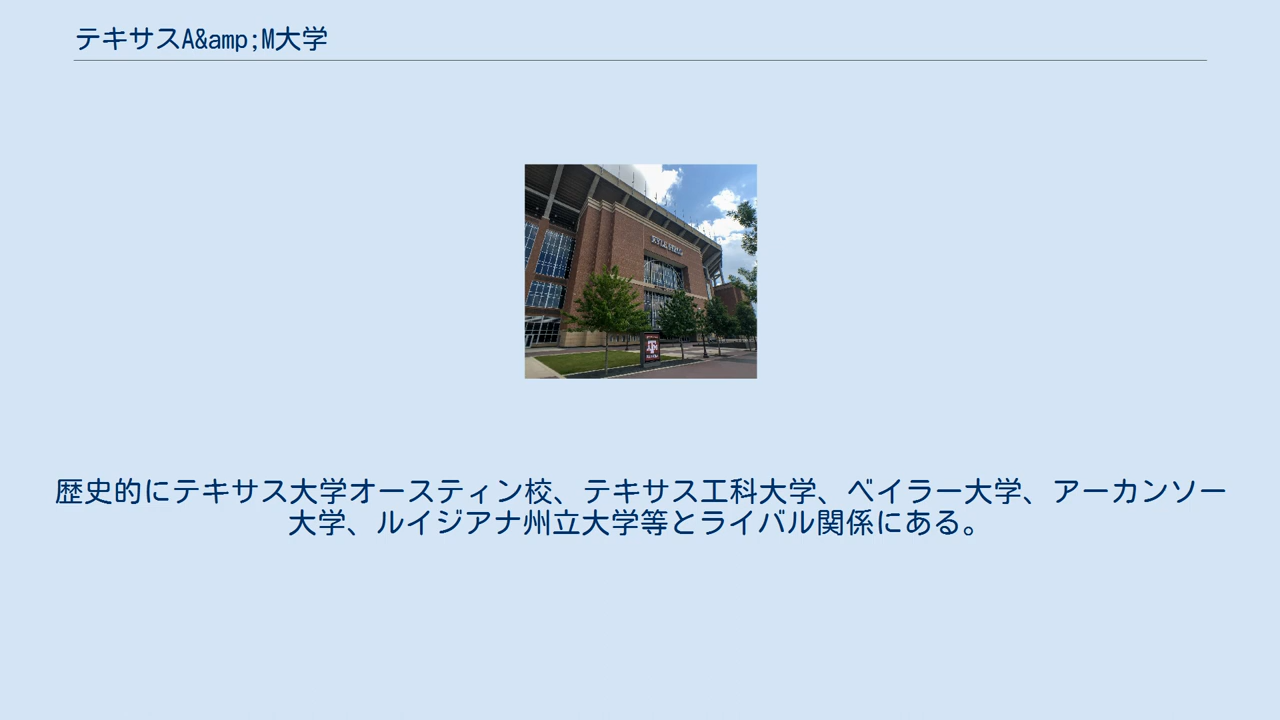 テキサスA&amp;M大学
歴史的にテキサス大学オースティン校、テキサス工科大学、ベイラー大学、アーカンソー
大学、ルイジアナ州立大学等とライバル関係にある。